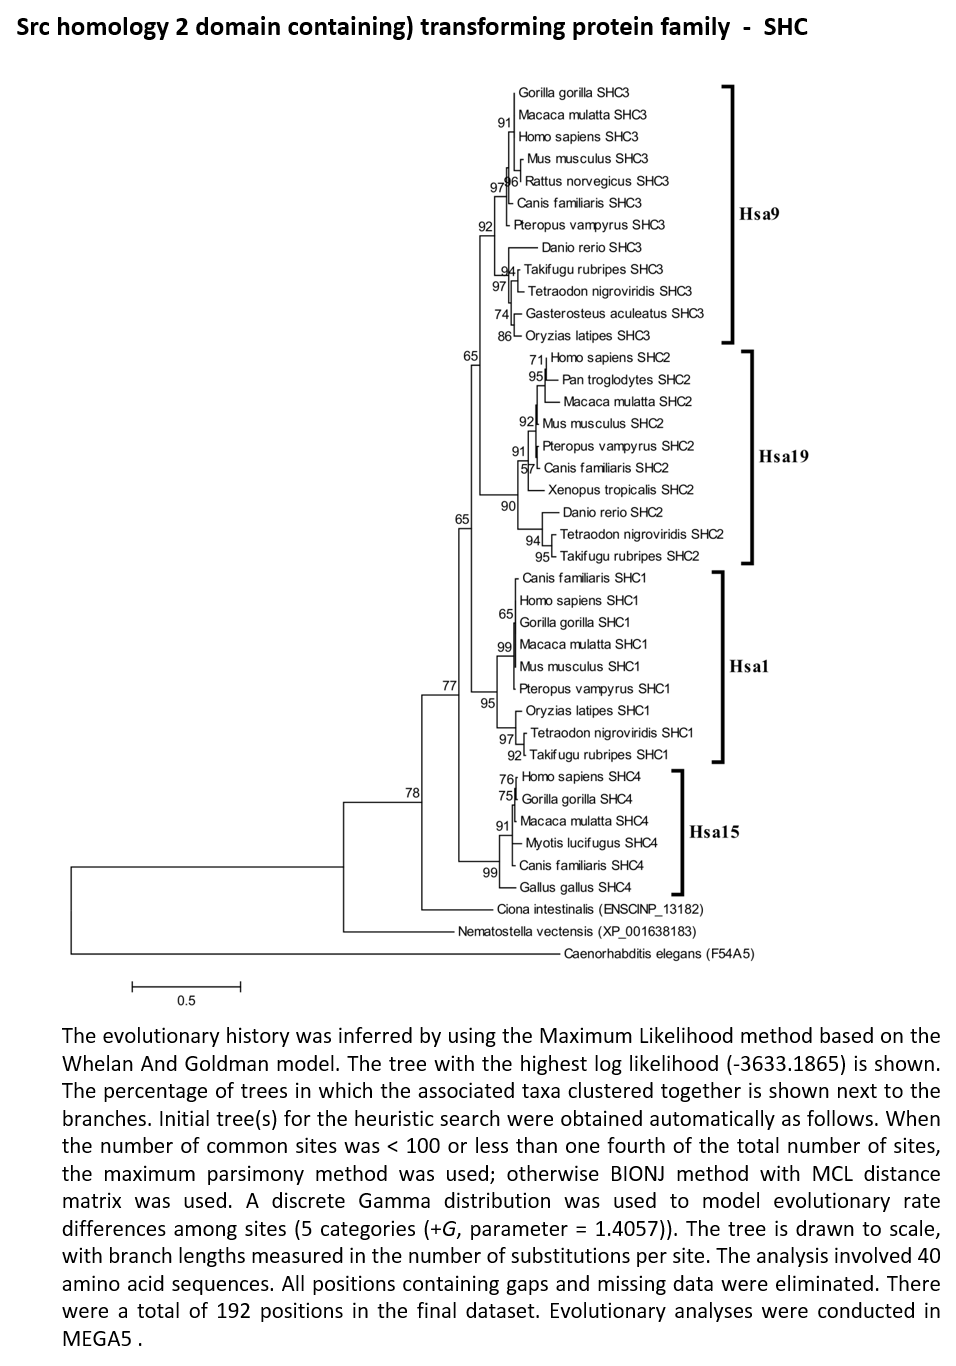 Src homology 2 domain containing) transforming protein family - SHC
Gorilla gorilla SHC3
Macaca mulatta SHC3
91
Homo sapiens SHC3
Mus musculus SHC3
96 Rattus norvegicus SHC3
97
Canis familiaris SHC3
Hsa9
Pteropus vampyrus SHC3
92
Danio rerio SHC3
94 Takifugu rubripes SHC3
97
Tetraodon nigroviridis SHC3
74 Gasterosteus aculeatus SHC3
86 Oryzias latipes SHC3
65
71 Homo sapiens SHC2
95 Pan troglodytes SHC2
Macaca mulatta SHC2
92 Mus musculus SHC2
91 Pteropus vampyrus SHC2
Hsa19
57 Canis familiaris SHC2
Xenopus tropicalis SHC2
90
Danio rerio SHC2
65
94 Tetraodon nigroviridis SHC2
95 Takifugu rubripes SHC2
Canis familiaris SHC1
Homo sapiens SHC1
65
Gorilla gorilla SHC1
99 Macaca mulatta SHC1
Mus musculus SHC1
Hsa1
77
Pteropus vampyrus SHC1
95
Oryzias latipes SHC1
97 Tetraodon nigroviridis SHC1
92 Takifugu rubripes SHC1
76 Homo sapiens SHC4
78
75 Gorilla gorilla SHC4
91 Macaca mulatta SHC4
Hsa15
Myotis lucifugus SHC4
Canis familiaris SHC4
99
Gallus gallus SHC4
Ciona intestinalis (ENSCINP_13182)
Nematostella vectensis (XP_001638183)
Caenorhabditis elegans (F54A5)
0.5
The evolutionary history was inferred by using the Maximum Likelihood method based on the
Whelan And Goldman model. The tree with the highest log likelihood (-3633.1865) is shown.
The percentage of trees in which the associated taxa clustered together is shown next to the
branches. Initial tree(s) for the heuristic search were obtained automatically as follows. When
the number of common sites was < 100 or less than one fourth of the total number of sites,
the maximum parsimony method was used; otherwise BIONJ method with MCL distance
matrix was used. A discrete Gamma distribution was used to model evolutionary rate
differences among sites (5 categories (+G, parameter = 1.4057)). The tree is drawn to scale,
with branch lengths measured in the number of substitutions per site. The analysis involved 40
amino acid sequences. All positions containing gaps and missing data were eliminated. There
were a total of 192 positions in the final dataset. Evolutionary analyses were conducted in
MEGA5 .